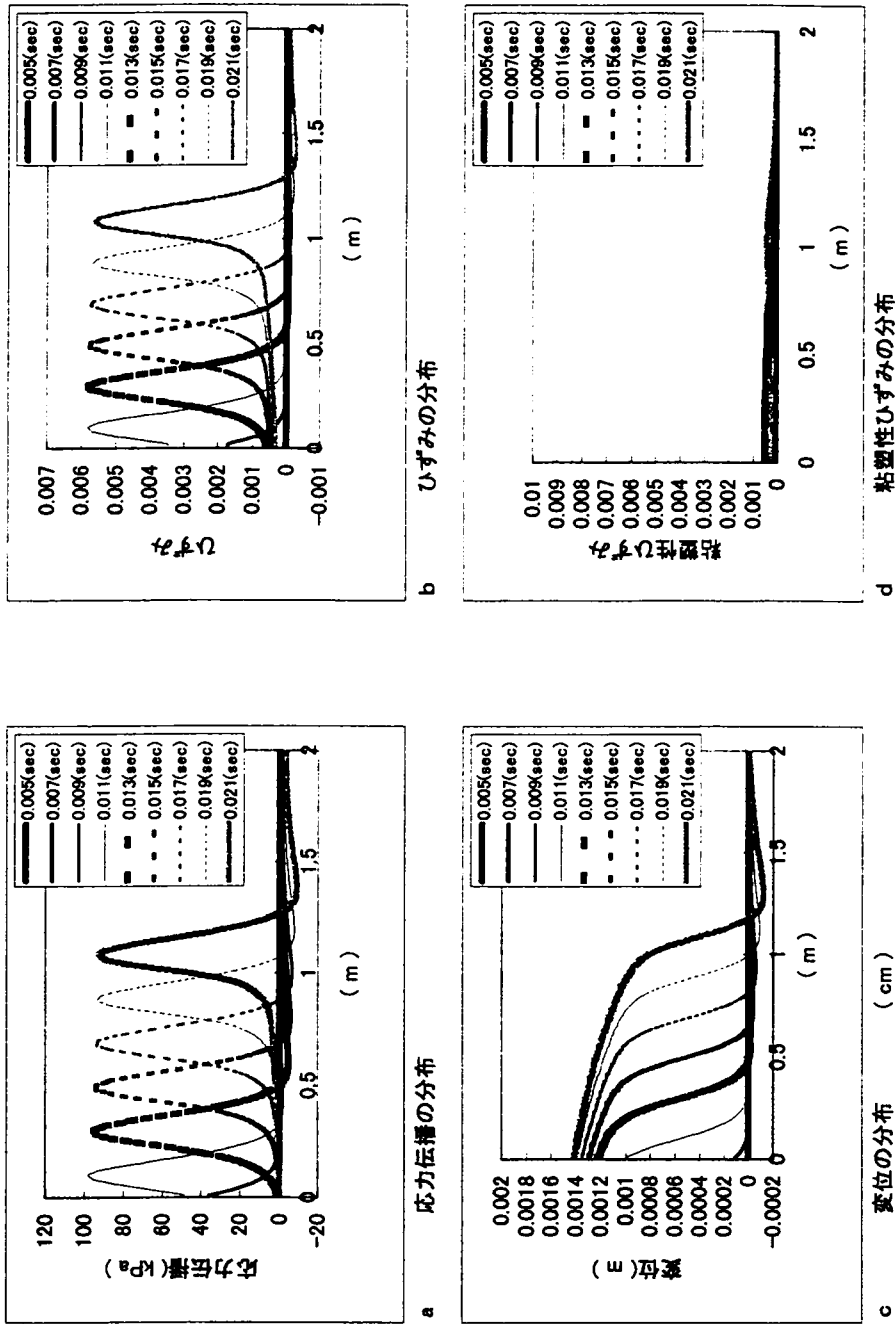 120
100
80
60
40
20
0
-20
応力伝播(kPa)
0
0.5
1
1.5
2
(m)
0.005(sec)
0.007(sec)
0.009(sec)
0.011(sec)
0.013(sec)
0.015(sec)
0.017(sec)
0.019(sec)
0.021(sec)
a 応力伝播の分布
0.007
0.006
0.005
0.004
0.003
0.002
0.001
0
-0.001
ひずみ
0
0.5
1
1.5
2
(m)
0.005(sec)
0.007(sec)
0.009(sec)
0.011(sec)
0.013(sec)
0.015(sec)
0.017(sec)
0.019(sec)
0.021(sec)
b ひずみの分布
0.002
0.0018
0.0016
0.0014
0.0012
0.001
0.0008
0.0006
0.0004
0.0002
0
-0.0002
変位(m)
0
0.5
1
1.5
2
(m)
0.005(sec)
0.007(sec)
0.009(sec)
0.011(sec)
0.013(sec)
0.015(sec)
0.017(sec)
0.019(sec)
0.021(sec)
c 変位の分布 (cm)
0.01
0.009
0.008
0.007
0.006
0.005
0.004
0.003
0.002
0.001
0
粘塑性ひずみ
0
0.5
1
1.5
2
(m)
0.005(sec)
0.007(sec)
0.009(sec)
0.011(sec)
0.013(sec)
0.015(sec)
0.017(sec)
0.019(sec)
0.021(sec)
d 粘塑性ひずみの分布